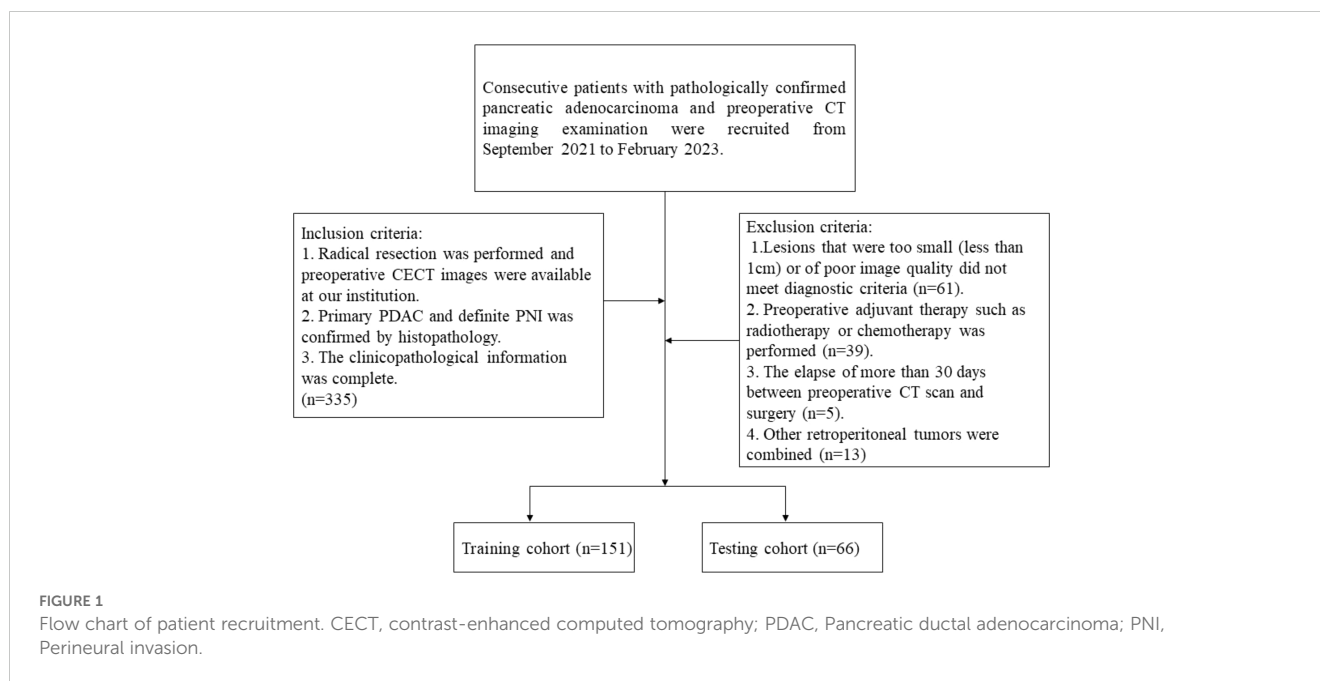 Consecutive patients with pathologically confirmed
pancreatic adenocarcinoma and preoperative CT
imaging examination were recruited from
September 2021 to February 2023.
Inclusion criteria:
1. Radical resection was performed and
preoperative CECT images were available
at our institution.
2. Primary PDAC and definite PNI was
confirmed by histopathology.
3. The clinicopathological information
was complete.
(n=335)
Exclusion criteria:
1.Lesions that were too small (less than
1cm) or of poor image quality did not
meet diagnostic criteria (n=61).
2. Preoperative adjuvant therapy such as
radiotherapy or chemotherapy was
performed (n=39).
3. The elapse of more than 30 days
between preoperative CT scan and
surgery (n=5).
4. Other retroperitoneal tumors were
combined (n=13)
Training cohort (n=151)
Testing cohort (n=66)
FIGURE 1
Flow chart of patient recruitment. CECT, contrast-enhanced computed tomography; PDAC, Pancreatic ductal adenocarcinoma; PNI,
Perineural invasion.